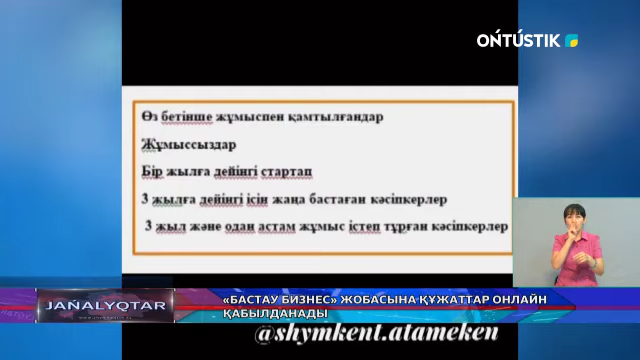 OŃTÚSTIK
Өз бетінше жұмыспен қамтылғандар
Жұмыссыздар
Бір жылға дейінгі стартап
3 жылға дейінгі ісін жаңа бастаған кәсіпкерлер
3 жыл және одан астам жұмыс істеп тұрған кәсіпкерлер
«БАСТАУ БИЗНЕС» ЖОБАСЫНА ҚҰЖАТТАР ОНЛАЙН
ҚАБЫЛДАНАДЫ
JAŃALYQTAR
@shymkent.atameken